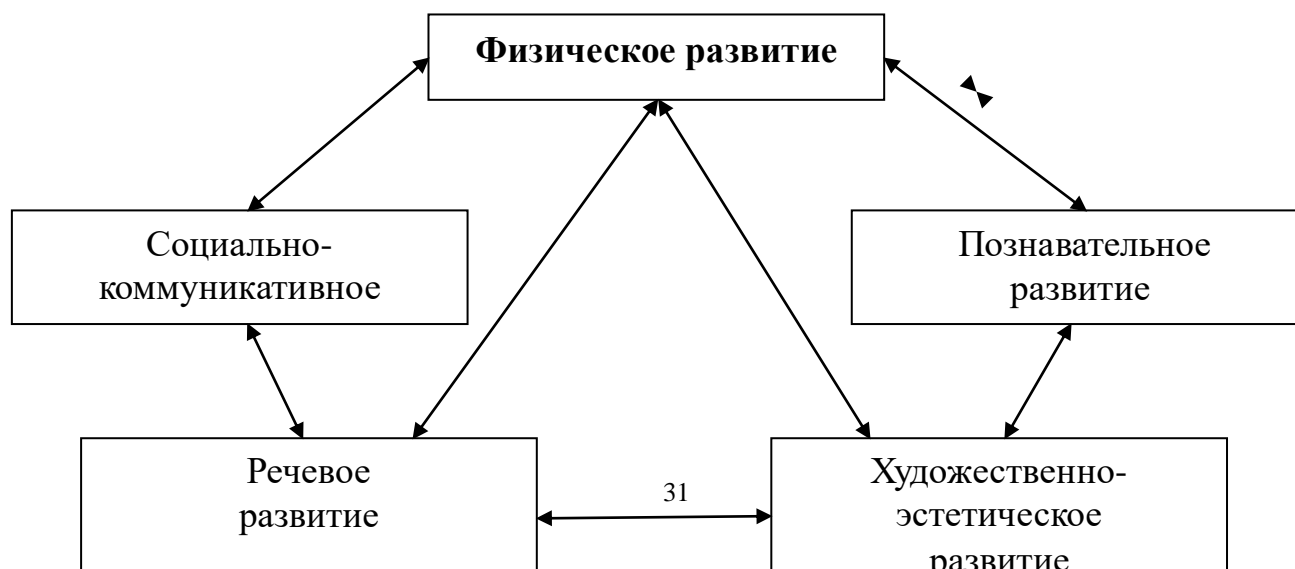 Физическое развитие
Социально-
коммуникативное
Познавательное
развитие
Речевое
развитие
31
Художественно-
эстетическое
развитие